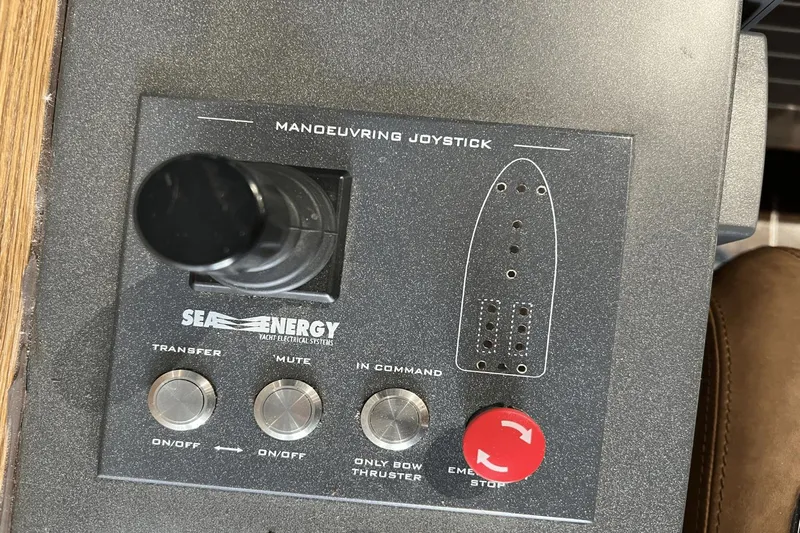 MANOEUVRING JOYSTICK
SEA ENERGY
YACHT ELECTRICAL SYSTEMS
TRANSFER
MUTE
IN COMMAND
ON/OFF
ON/OFF
ONLY BOW
THRUSTER
STOP